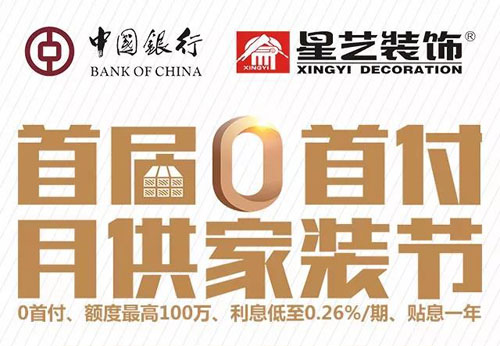 中國銀行 星艺装饰®
BANK OF CHINA XINGYI XINGYI DECORATION
首届0首付
月供家装节
0首付、额度最高100万、利息低至0.26%/期、贴息一年